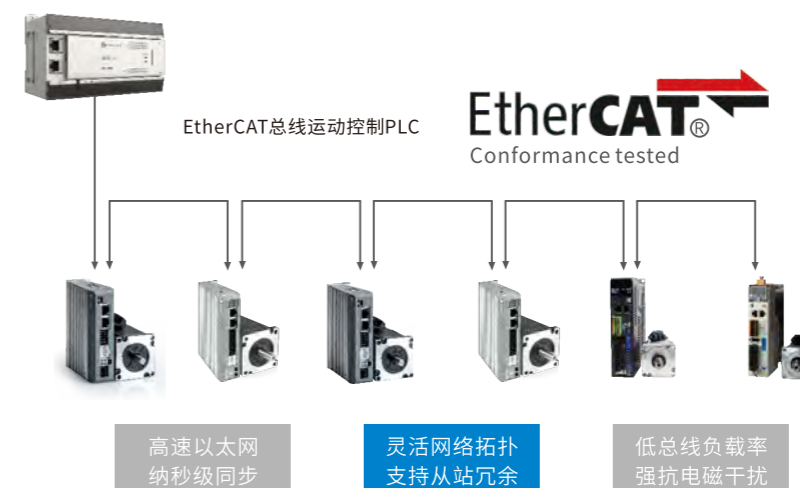 EtherCAT总线运动控制PLC
EtherCAT®
Conformance tested
高速以太网
纳秒级同步
灵活网络拓扑
支持从站冗余
低总线负载率
强抗电磁干扰